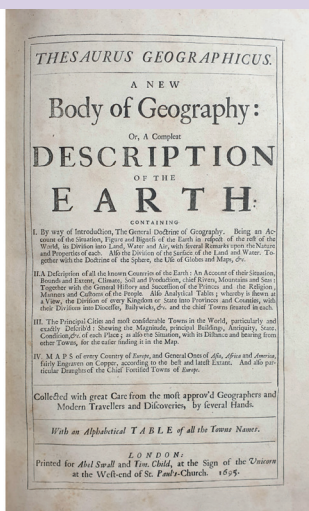 THESAURUS GEOGRAPHICUS.
A NEW
Body of Geography:
Or, A Compleat
DESCRIPTION
OF THE
EARTH:
CONTAINING
I. By way of Introduction, The General Doctrine of Geography. Being an Ac-
count of the Situation, Figure and Bigness of the Earth in respect of the rest of the
World, its Division into Land, Water and Air, with several Remarks upon the Nature
and Properties of each. Also the Division of the Surface of the Land and Water. To-
gether with the Doctrine of the Sphere, the Use of Globes and Maps, &c.
II. A Description of all the known Countries of the Earth: An Account of their Situation,
Bounds and Extent, Climate, Soil and Production, chief Rivers, Mountains and Seas:
Together with the General History and Succession of the Princes and the Religion,
Manners and Customs of the People. Also Analytical Tables; whereby is shewn at
a View, the Division of every Kingdom or State into Provinces and Counties, with
their Divisions into Diocesses, Bailywicks, &c. and the chief Towns situated in each.
III. The Principal Cities and most considerable Towns in the World, particularly and
exactly Describ'd: Shewing the Magnitude, principal Buildings, Antiquity, State,
Condition, &c. of each Place; as also the Situation, with its Distance and bearing from
other Towns, for the easier finding it in the Map.
IV. MAPS of every Country of Europe, and General Ones of Asia, Africa and America,
fairly Engraven on Copper, according to the best and latest Extant. And also par-
ticular Draughts of the Chief Fortified Towns of Europe.
Collected with great Care from the most approv'd Geographers and
Modern Travellers and Discoveries, by several Hands.
With an Alphabetical TABLE of all the Towns Names.
LONDON:
Printed for Abel Swall and Tim. Child, at the Sign of the Unicorn
at the West-end of St. Paul's-Church. 1695.